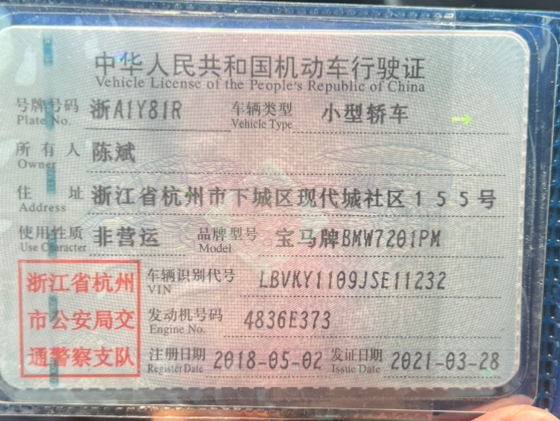 中华人民共和国机动车行驶证
Vehicle License of the People's Republic of China
号牌号码 浙A1Y81R 车辆类型 小型轿车
Plate No. Vehicle Type
所有人 陈斌
Owner
住址 浙江省杭州市下城区现代城社区155号
Address
使用性质 非营运 品牌型号 宝马牌BMW7201PM
Use Character Model
浙江省杭州 车辆识别代号 LBVKY1109JSE11232
VIN
市公安局交 发动机号码 4836E373
Engine No.
通警察支队 注册日期 2018-05-02 发证日期 2021-03-28
Register Date Issue Date